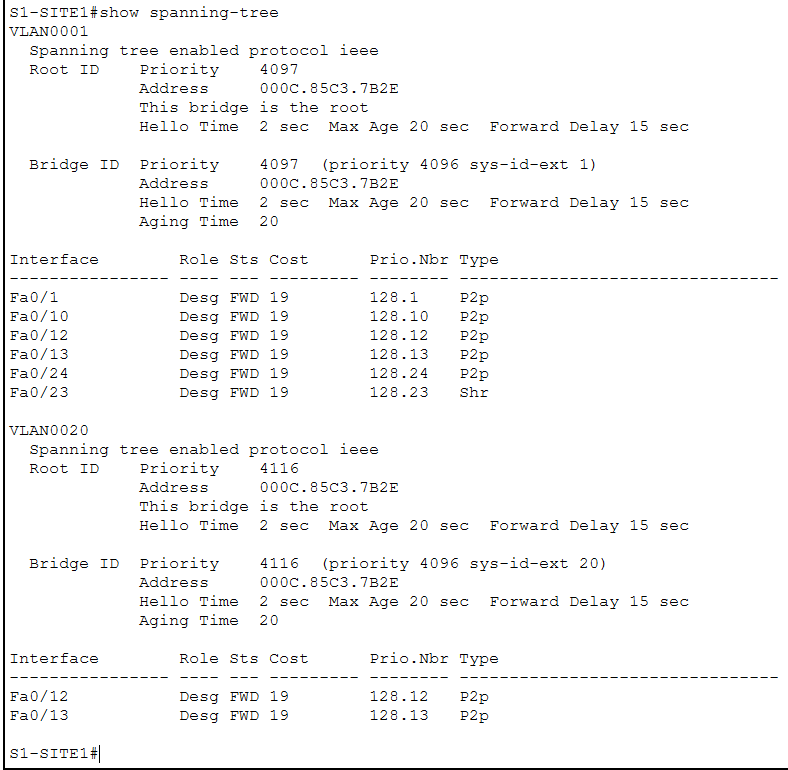 S1-SITE1#show spanning-tree
VLAN0001
  Spanning tree enabled protocol ieee
  Root ID    Priority    4097
             Address     000C.85C3.7B2E
             This bridge is the root
             Hello Time  2 sec  Max Age 20 sec  Forward Delay 15 sec

  Bridge ID  Priority    4097  (priority 4096 sys-id-ext 1)
             Address     000C.85C3.7B2E
             Hello Time  2 sec  Max Age 20 sec  Forward Delay 15 sec
             Aging Time  20

Interface        Role Sts Cost      Prio.Nbr Type
---------------- ---- --- --------- -------- --------------------------------
Fa0/1            Desg FWD 19        128.1    P2p
Fa0/10           Desg FWD 19        128.10   P2p
Fa0/12           Desg FWD 19        128.12   P2p
Fa0/13           Desg FWD 19        128.13   P2p
Fa0/24           Desg FWD 19        128.24   P2p
Fa0/23           Desg FWD 19        128.23   Shr

VLAN0020
  Spanning tree enabled protocol ieee
  Root ID    Priority    4116
             Address     000C.85C3.7B2E
             This bridge is the root
             Hello Time  2 sec  Max Age 20 sec  Forward Delay 15 sec

  Bridge ID  Priority    4116  (priority 4096 sys-id-ext 20)
             Address     000C.85C3.7B2E
             Hello Time  2 sec  Max Age 20 sec  Forward Delay 15 sec
             Aging Time  20

Interface        Role Sts Cost      Prio.Nbr Type
---------------- ---- --- --------- -------- --------------------------------
Fa0/12           Desg FWD 19        128.12   P2p
Fa0/13           Desg FWD 19        128.13   P2p

S1-SITE1#